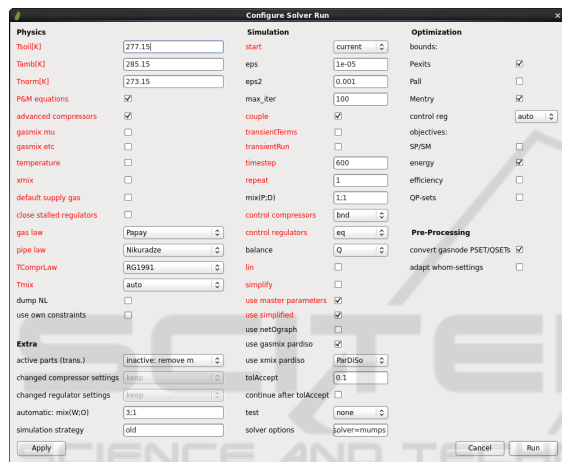 Configure Solver Run
Physics
Tsoil[K] 277.15
Tamb[K] 285.15
Tnorm[K] 273.15
P&M equations
advanced compressors
gasmix mu
gasmix etc
temperature
xmix
default supply gas
close stalled regulators
gas law Papay
pipe law Nikuradze
TComprLaw RG1991
Tmix auto
dump NL
use own constraints
Extra
active parts (trans.) inactive: remove m
changed compressor settings keep
changed regulator settings keep
automatic: mix(W;O) 3;1
simulation strategy old
Apply
Simulation
start current
eps 1e-05
eps2 0.001
max_iter 100
couple
transientTerms
transientRun
timestep 600
repeat 1
mix(P;D) 1;1
control compressors bnd
control regulators eq
balance Q
lin
simplify
use master parameters
use simplified
use netOgraph
use gasmix pardiso
use xmix pardiso ParDiSo
tolAccept 0.1
continue after tolAccept
test none
solver options solver=mumps
Optimization
bounds:
Pexits
Pall
Mentry
control reg auto
objectives:
SP/SM
energy
efficiency
QP-sets
Pre-Processing
convert gasnode PSET/QSETs
adapt whom-settings
Cancel Run
SCITE
SCIENCE AND TECHN